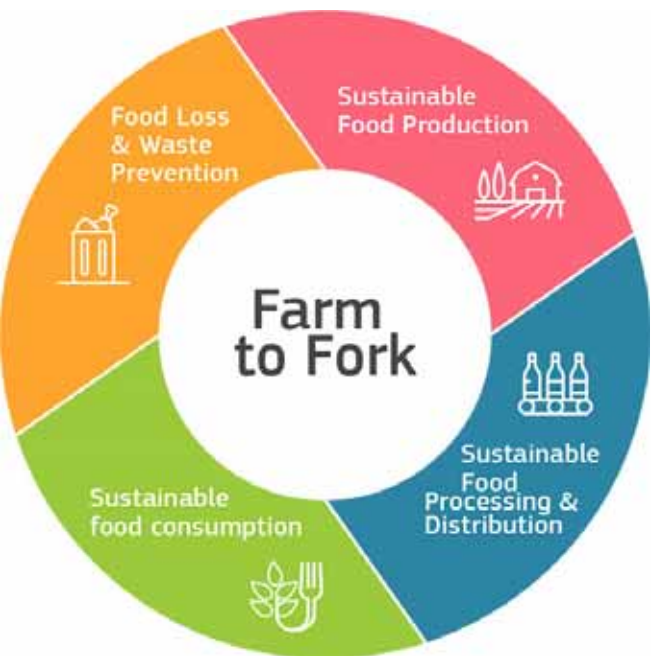 Farm
to Fork
Sustainable
Food Production
Sustainable
Food
Processing &
Distribution
Sustainable
food consumption
Food Loss
& Waste
Prevention